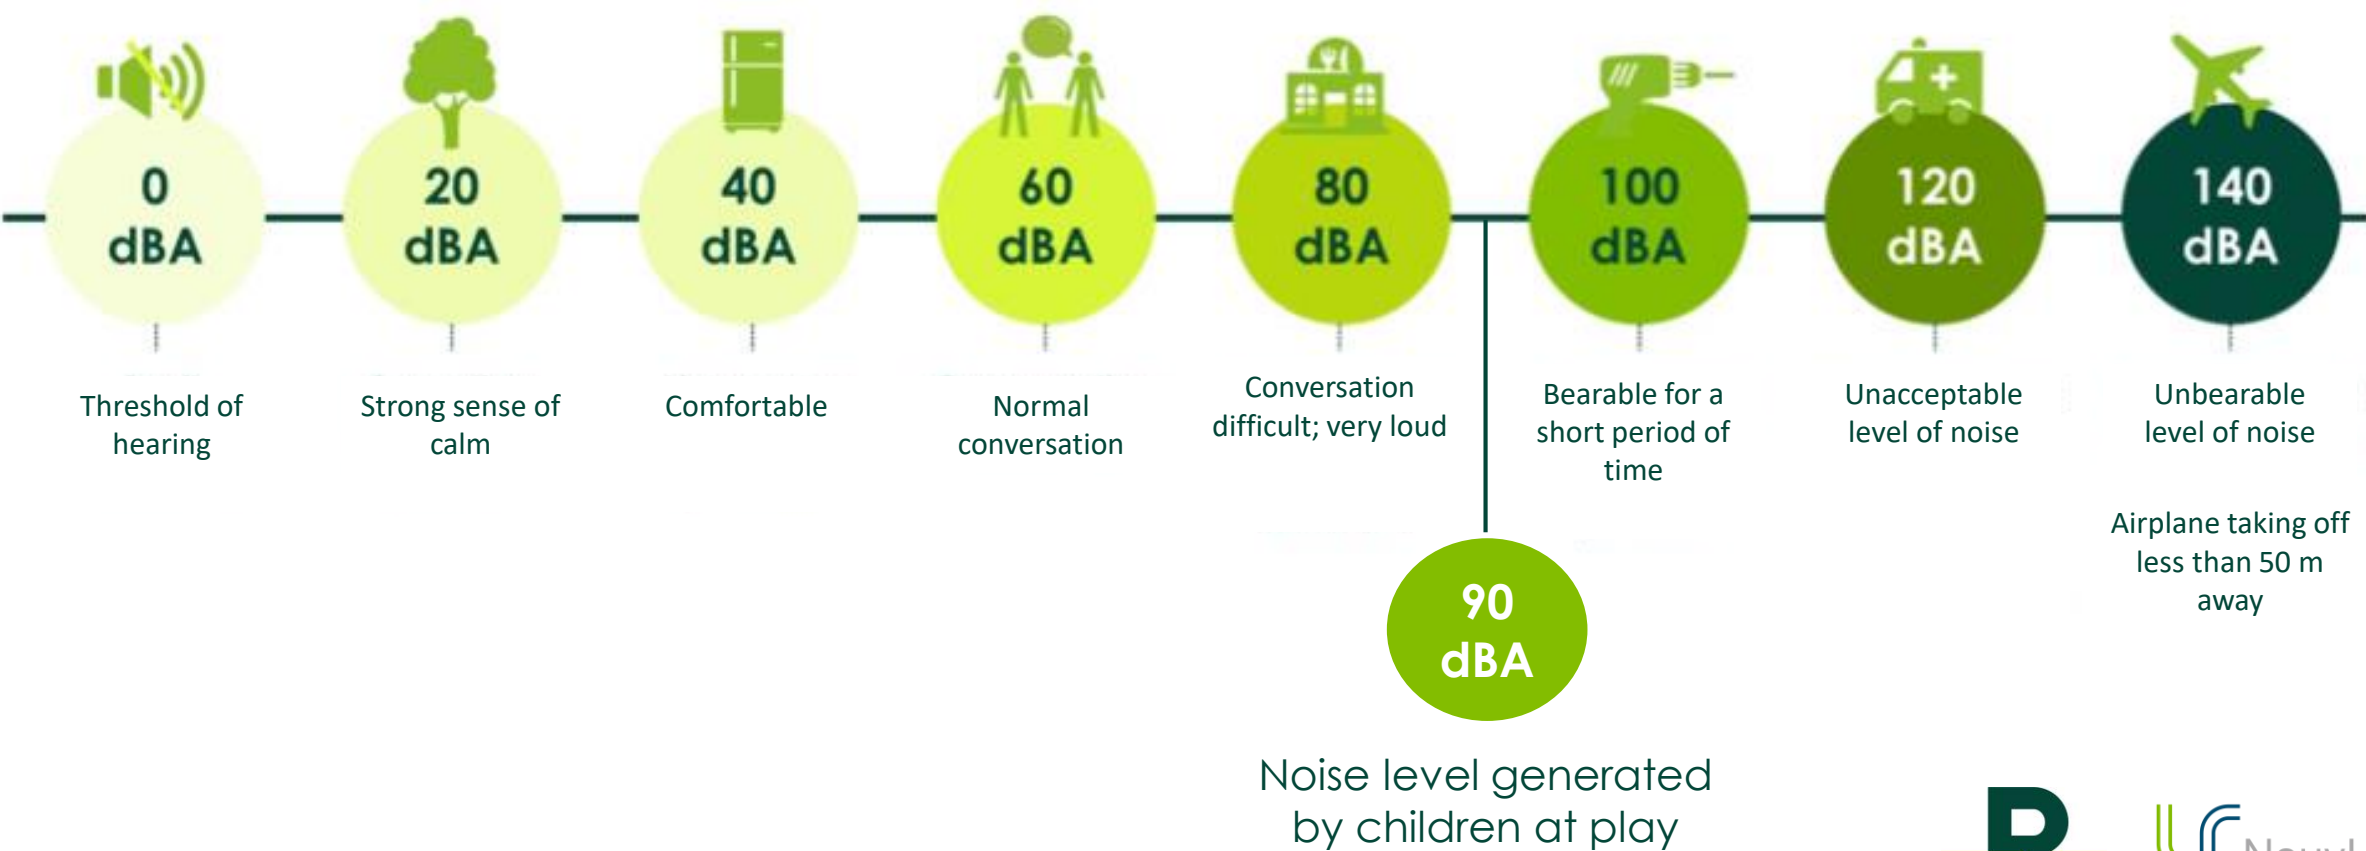 0
dBA
20
dBA
40
dBA
60
dBA
80
dBA
100
dBA
120
dBA
140
dBA
Threshold of
hearing
Strong sense of
calm
Comfortable
Normal
conversation
Conversation
difficult; very loud
Bearable for a
short period of
time
Unacceptable
level of noise
Unbearable
level of noise
Airplane taking off
less than 50 m
away
90
dBA
Noise level generated
by children at play